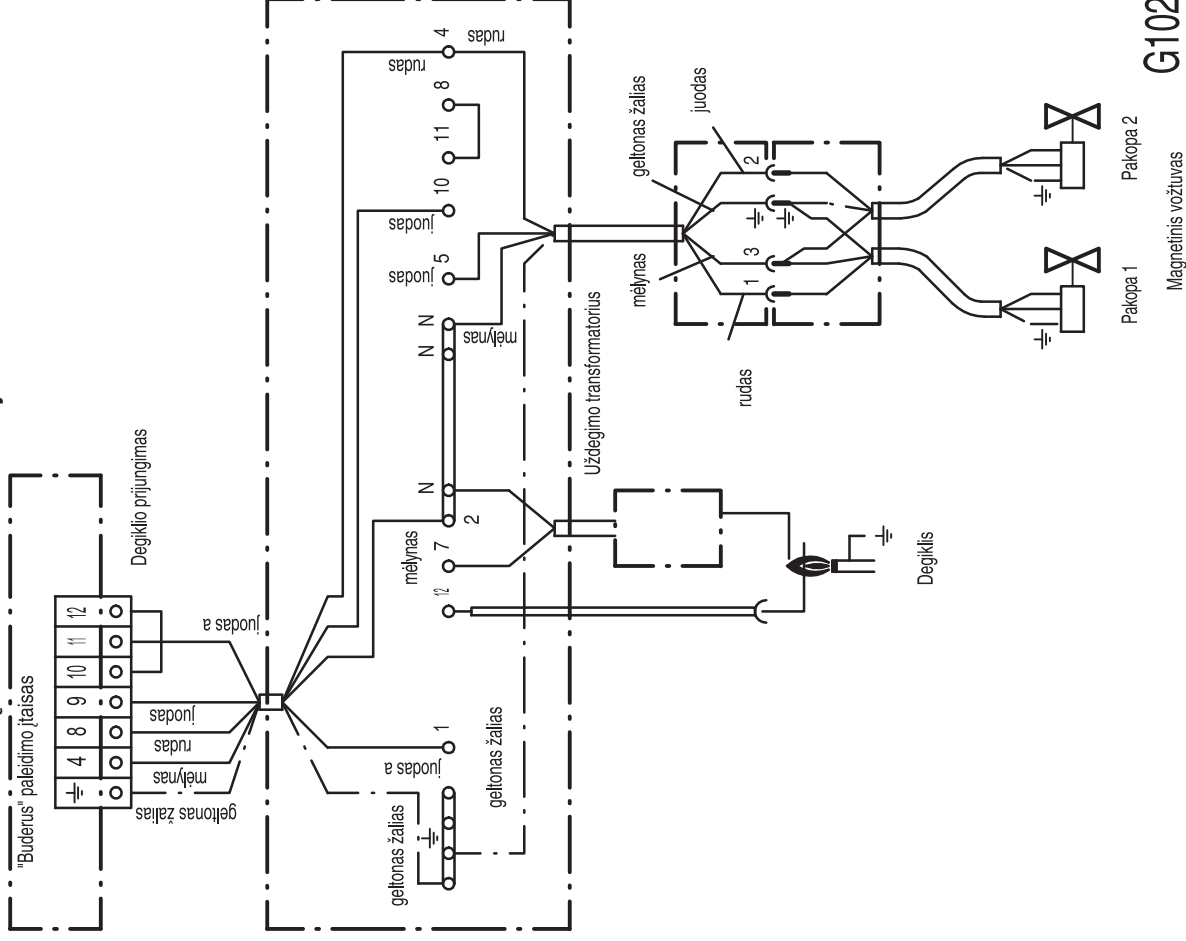 "Buderus" paleidimo įtaisas
4 8 9 10 11 12
Degiklio prijungimas
geltonas žalias
mėlynas
rudas
juodas
juodas a
geltonas žalias
juodas a
1
geltonas žalias
12
7
mėlynas
2
N
N
N
mėlynas
5
juodas
10
juodas
11
8
4
rudas
rudas
Uždegimo transformatorius
Degiklis
rudas
mėlynas
geltonas žalias
juodas
1
3
2
Pakopa 1
Pakopa 2
Magnetinis vožtuvas
G102